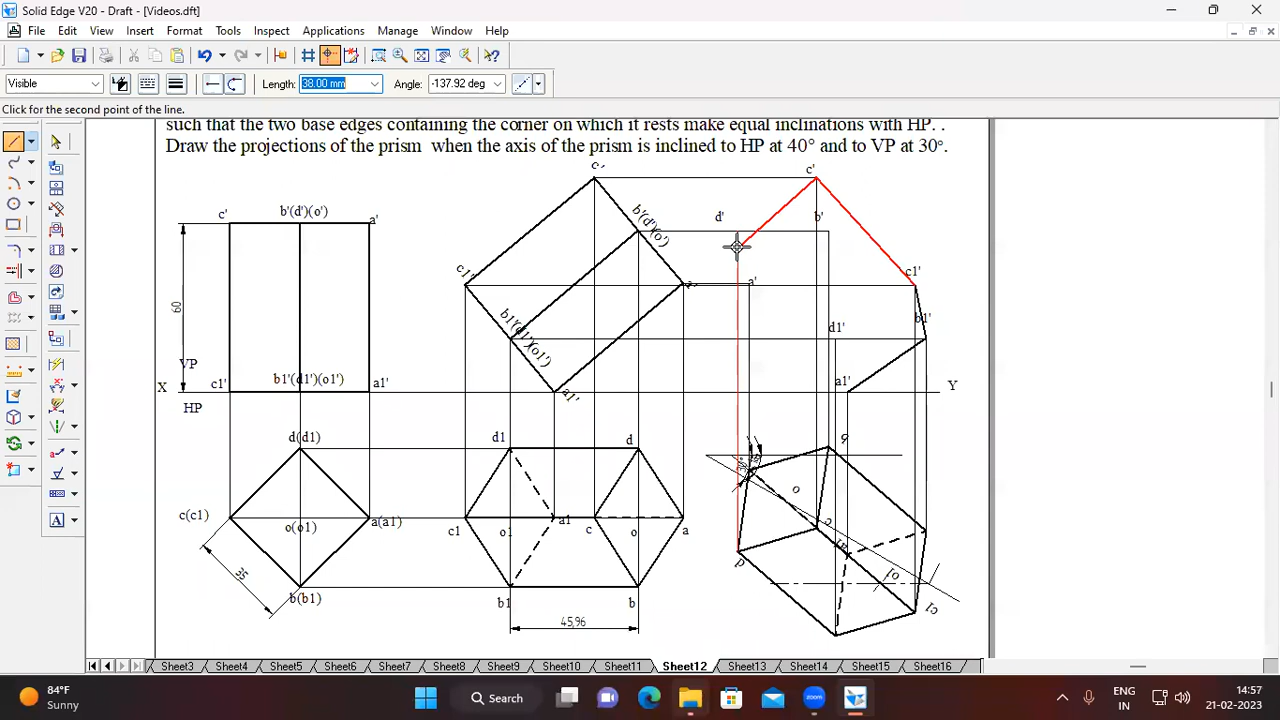 Solid Edge V20 - Draft - [Videos.dft]
File Edit View Insert Format Tools Inspect Applications Manage Window Help
Visible Length: 38.00 mm Angle: -137.92 deg
Click for the second point of the line.
such that the two base edges containing the corner on which it rests make equal inclinations with HP. .
Draw the projections of the prism when the axis of the prism is inclined to HP at 40° and to VP at 30°.
c' c'
c' b'(d')(o') a' b'(d')(o') d' b'
c1' a' a' c1'
60 b1'(d1')(o1') d1' b1'
VP
X c1' b1'(d1')(o1') a1' a1' a1' Y
HP
d(d1) d1 d b
30°
c(c1) o(o1) a(a1) c1 o1 a1 c o a o c a1
35 d o1
b(b1) b1 b c1
45,96
Sheet3 Sheet4 Sheet5 Sheet6 Sheet7 Sheet8 Sheet9 Sheet10 Sheet11 Sheet12 Sheet13 Sheet14 Sheet15 Sheet16
84°F
Sunny
Search
ENG
IN
14:57
21-02-2023